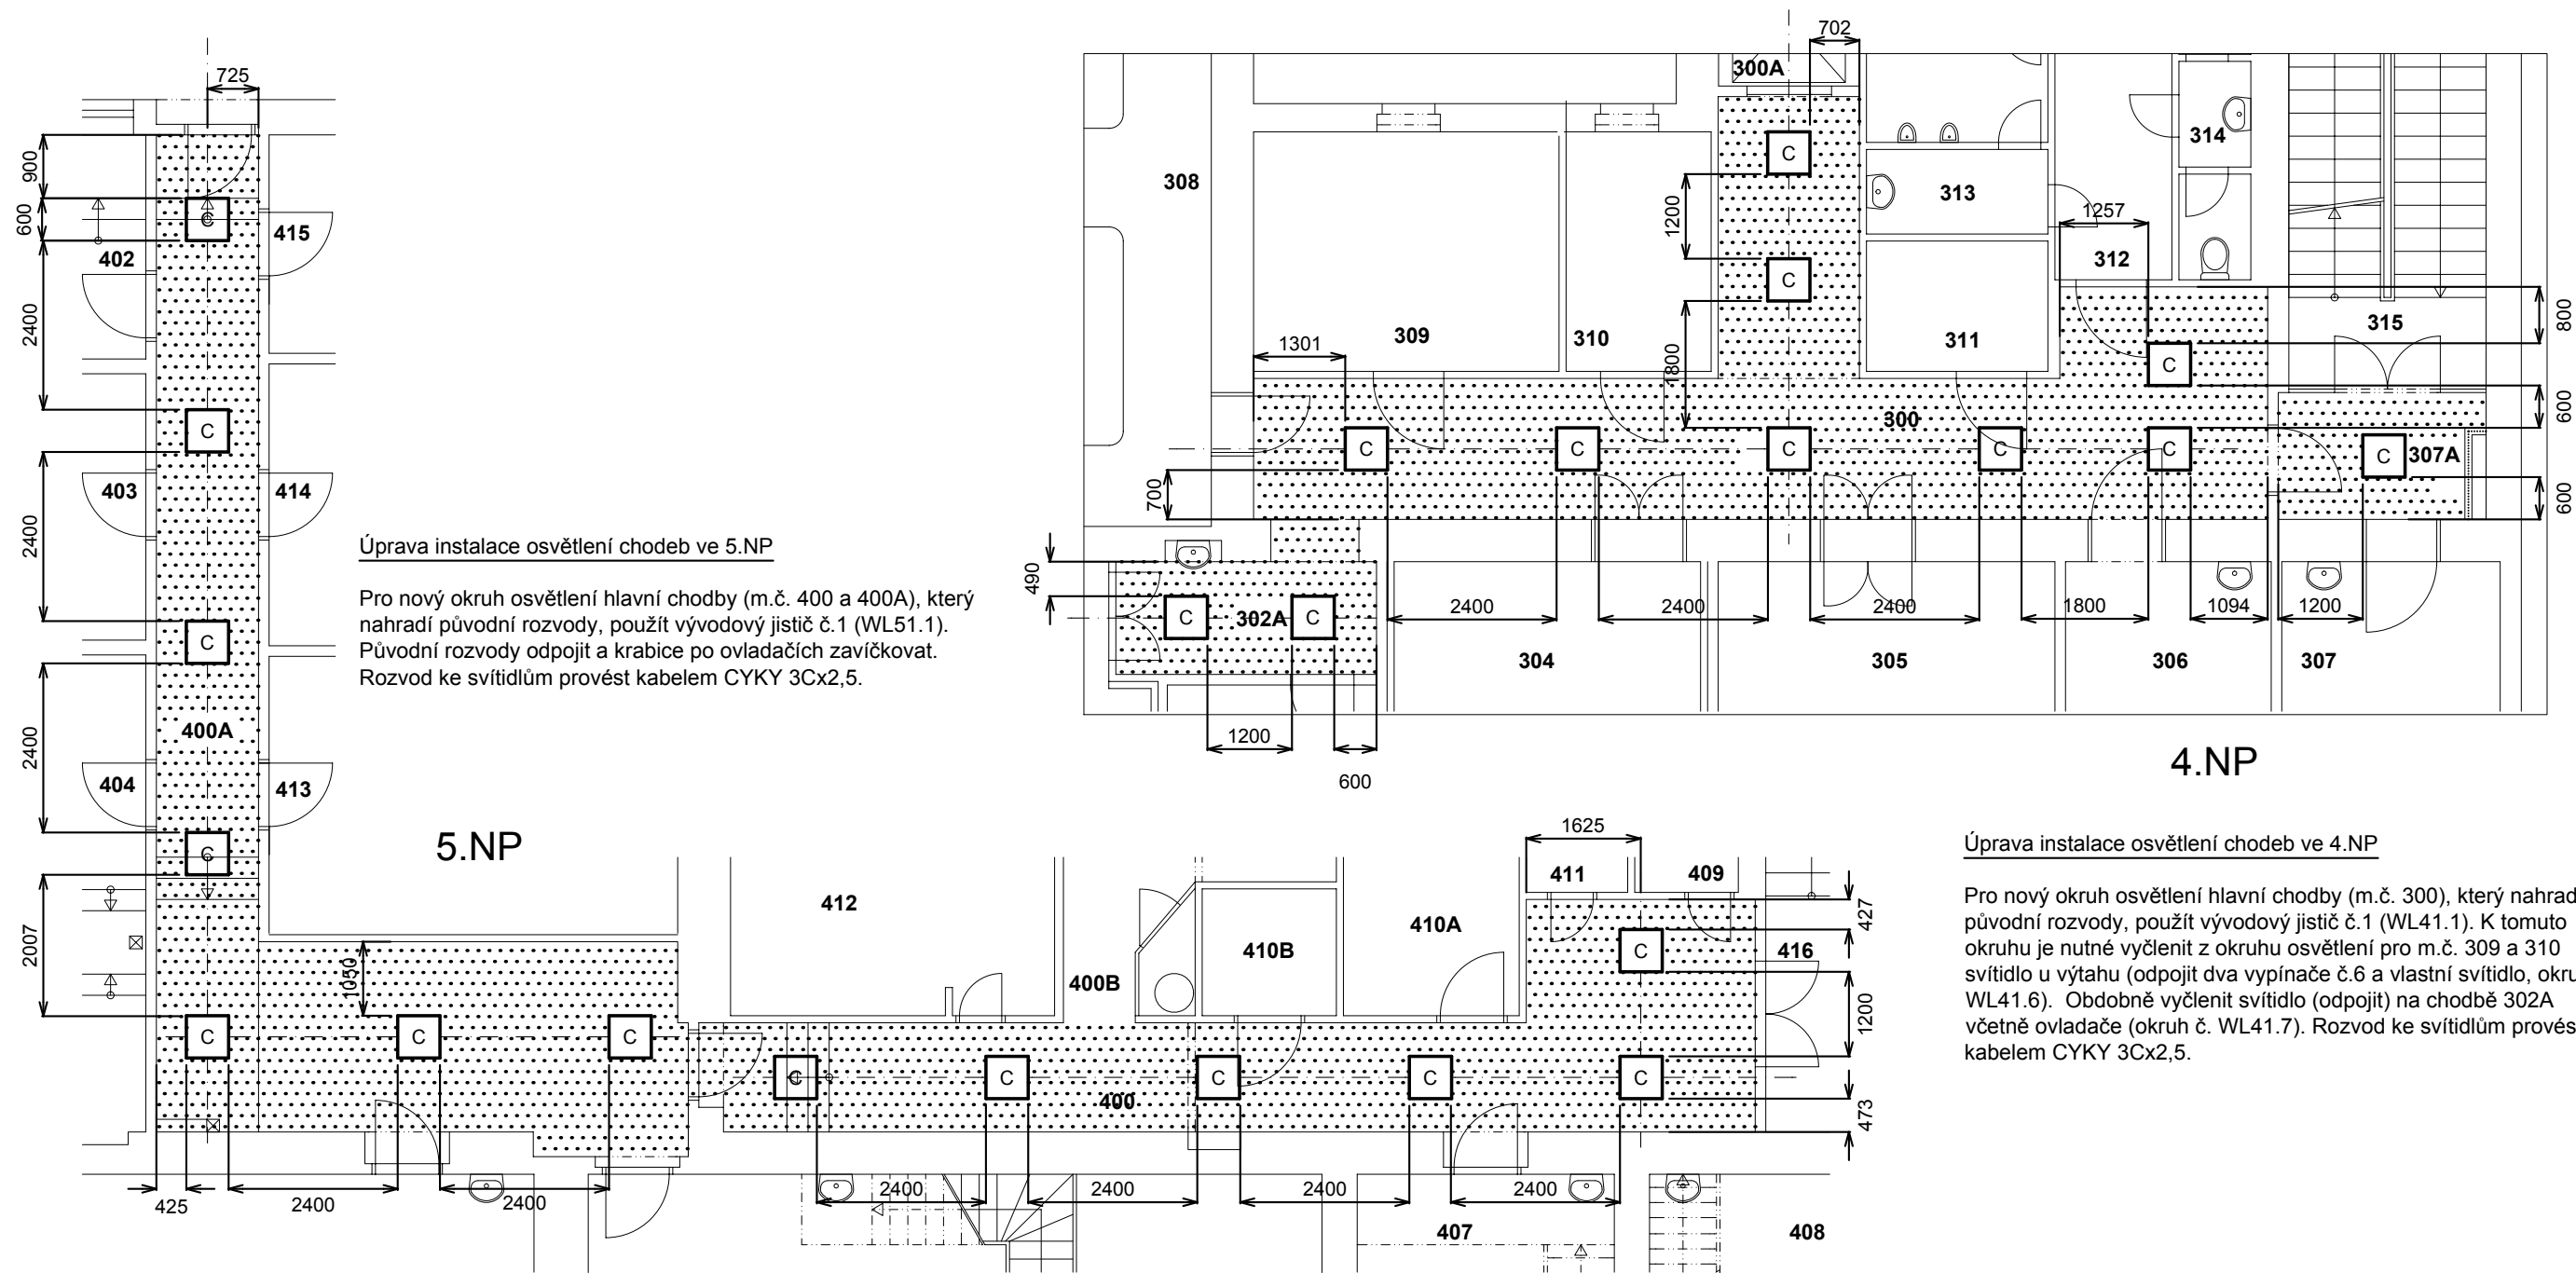 725
900
600
2400
2400
2400
2007
402
415
403
414
404
413
400A
C
C
C
C
Úprava instalace osvětlení chodeb ve 5.NP
Pro nový okruh osvětlení hlavní chodby (m.č. 400 a 400A), který
nahradí původní rozvody, použít vývodový jistič č.1 (WL51.1).
Původní rozvody odpojit a krabice po ovladačích zavíčkovat.
Rozvod ke svítidlům provést kabelem CYKY 3Cx2,5.
5.NP
1050
412
400B
410B
410A
411
409
416
1625
427
1200
473
C
C
C
C
C
C
C
C
C
400
425
2400
2400
2400
2400
2400
2400
407
408
702
300A
308
309
310
311
312
313
314
315
1257
1200
1800
1301
700
490
800
600
600
C
C
C
C
C
C
C
C
C
C
C
C
300
307A
302A
304
305
306
307
2400
2400
2400
1800
1094
1200
1200
600
4.NP
Úprava instalace osvětlení chodeb ve 4.NP
Pro nový okruh osvětlení hlavní chodby (m.č. 300), který nahrad
původní rozvody, použít vývodový jistič č.1 (WL41.1). K tomuto
okruhu je nutné vyčlenit z okruhu osvětlení pro m.č. 309 a 310
svítidlo u výtahu (odpojit dva vypínače č.6 a vlastní svítidlo, okru
WL41.6). Obdobně vyčlenit svítidlo (odpojit) na chodbě 302A
včetně ovladače (okruh č. WL41.7). Rozvod ke svítidlům provés
kabelem CYKY 3Cx2,5.